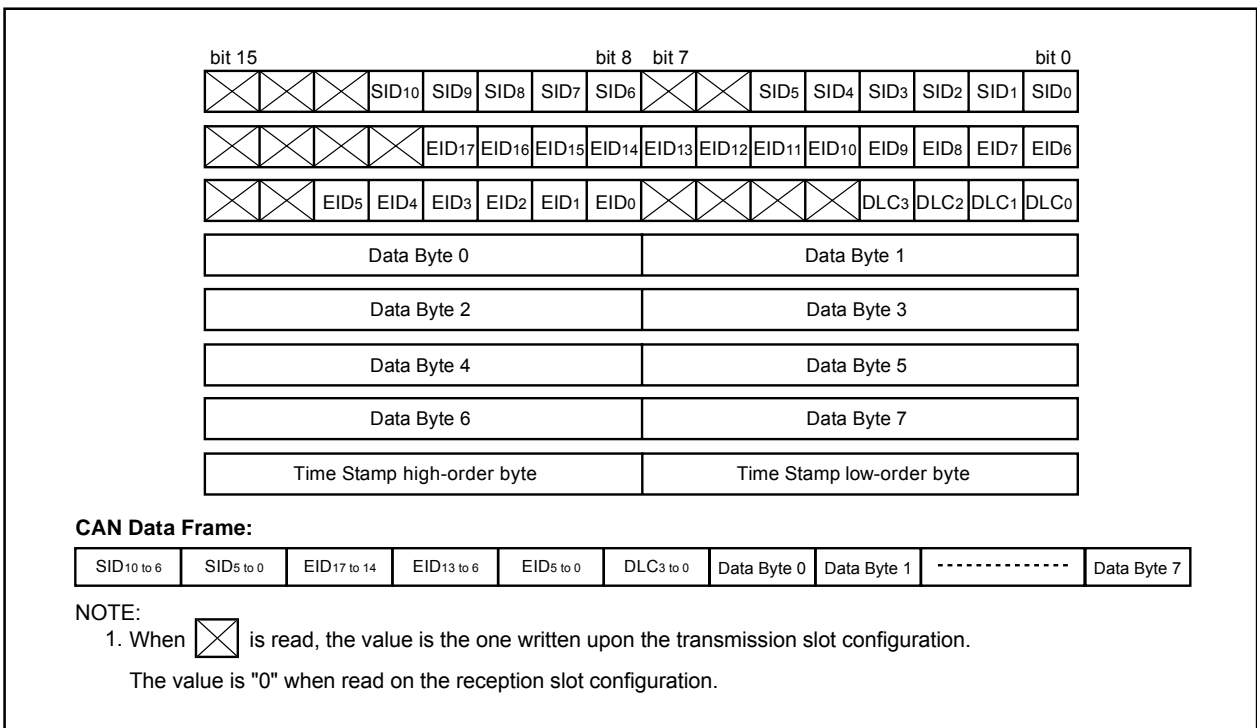 bit 15 bit 8 bit 7 bit 0
SID10 SID9 SID8 SID7 SID6 SID5 SID4 SID3 SID2 SID1 SID0
EID17 EID16 EID15 EID14 EID13 EID12 EID11 EID10 EID9 EID8 EID7 EID6
EID5 EID4 EID3 EID2 EID1 EID0 DLC3 DLC2 DLC1 DLC0
Data Byte 0 Data Byte 1
Data Byte 2 Data Byte 3
Data Byte 4 Data Byte 5
Data Byte 6 Data Byte 7
Time Stamp high-order byte Time Stamp low-order byte
CAN Data Frame:
SID10 to 6 SID5 to 0 EID17 to 14 EID13 to 6 EID5 to 0 DLC3 to 0 Data Byte 0 Data Byte 1 Data Byte 7
NOTE:
1. When is read, the value is the one written upon the transmission slot configuration.
The value is "0" when read on the reception slot configuration.